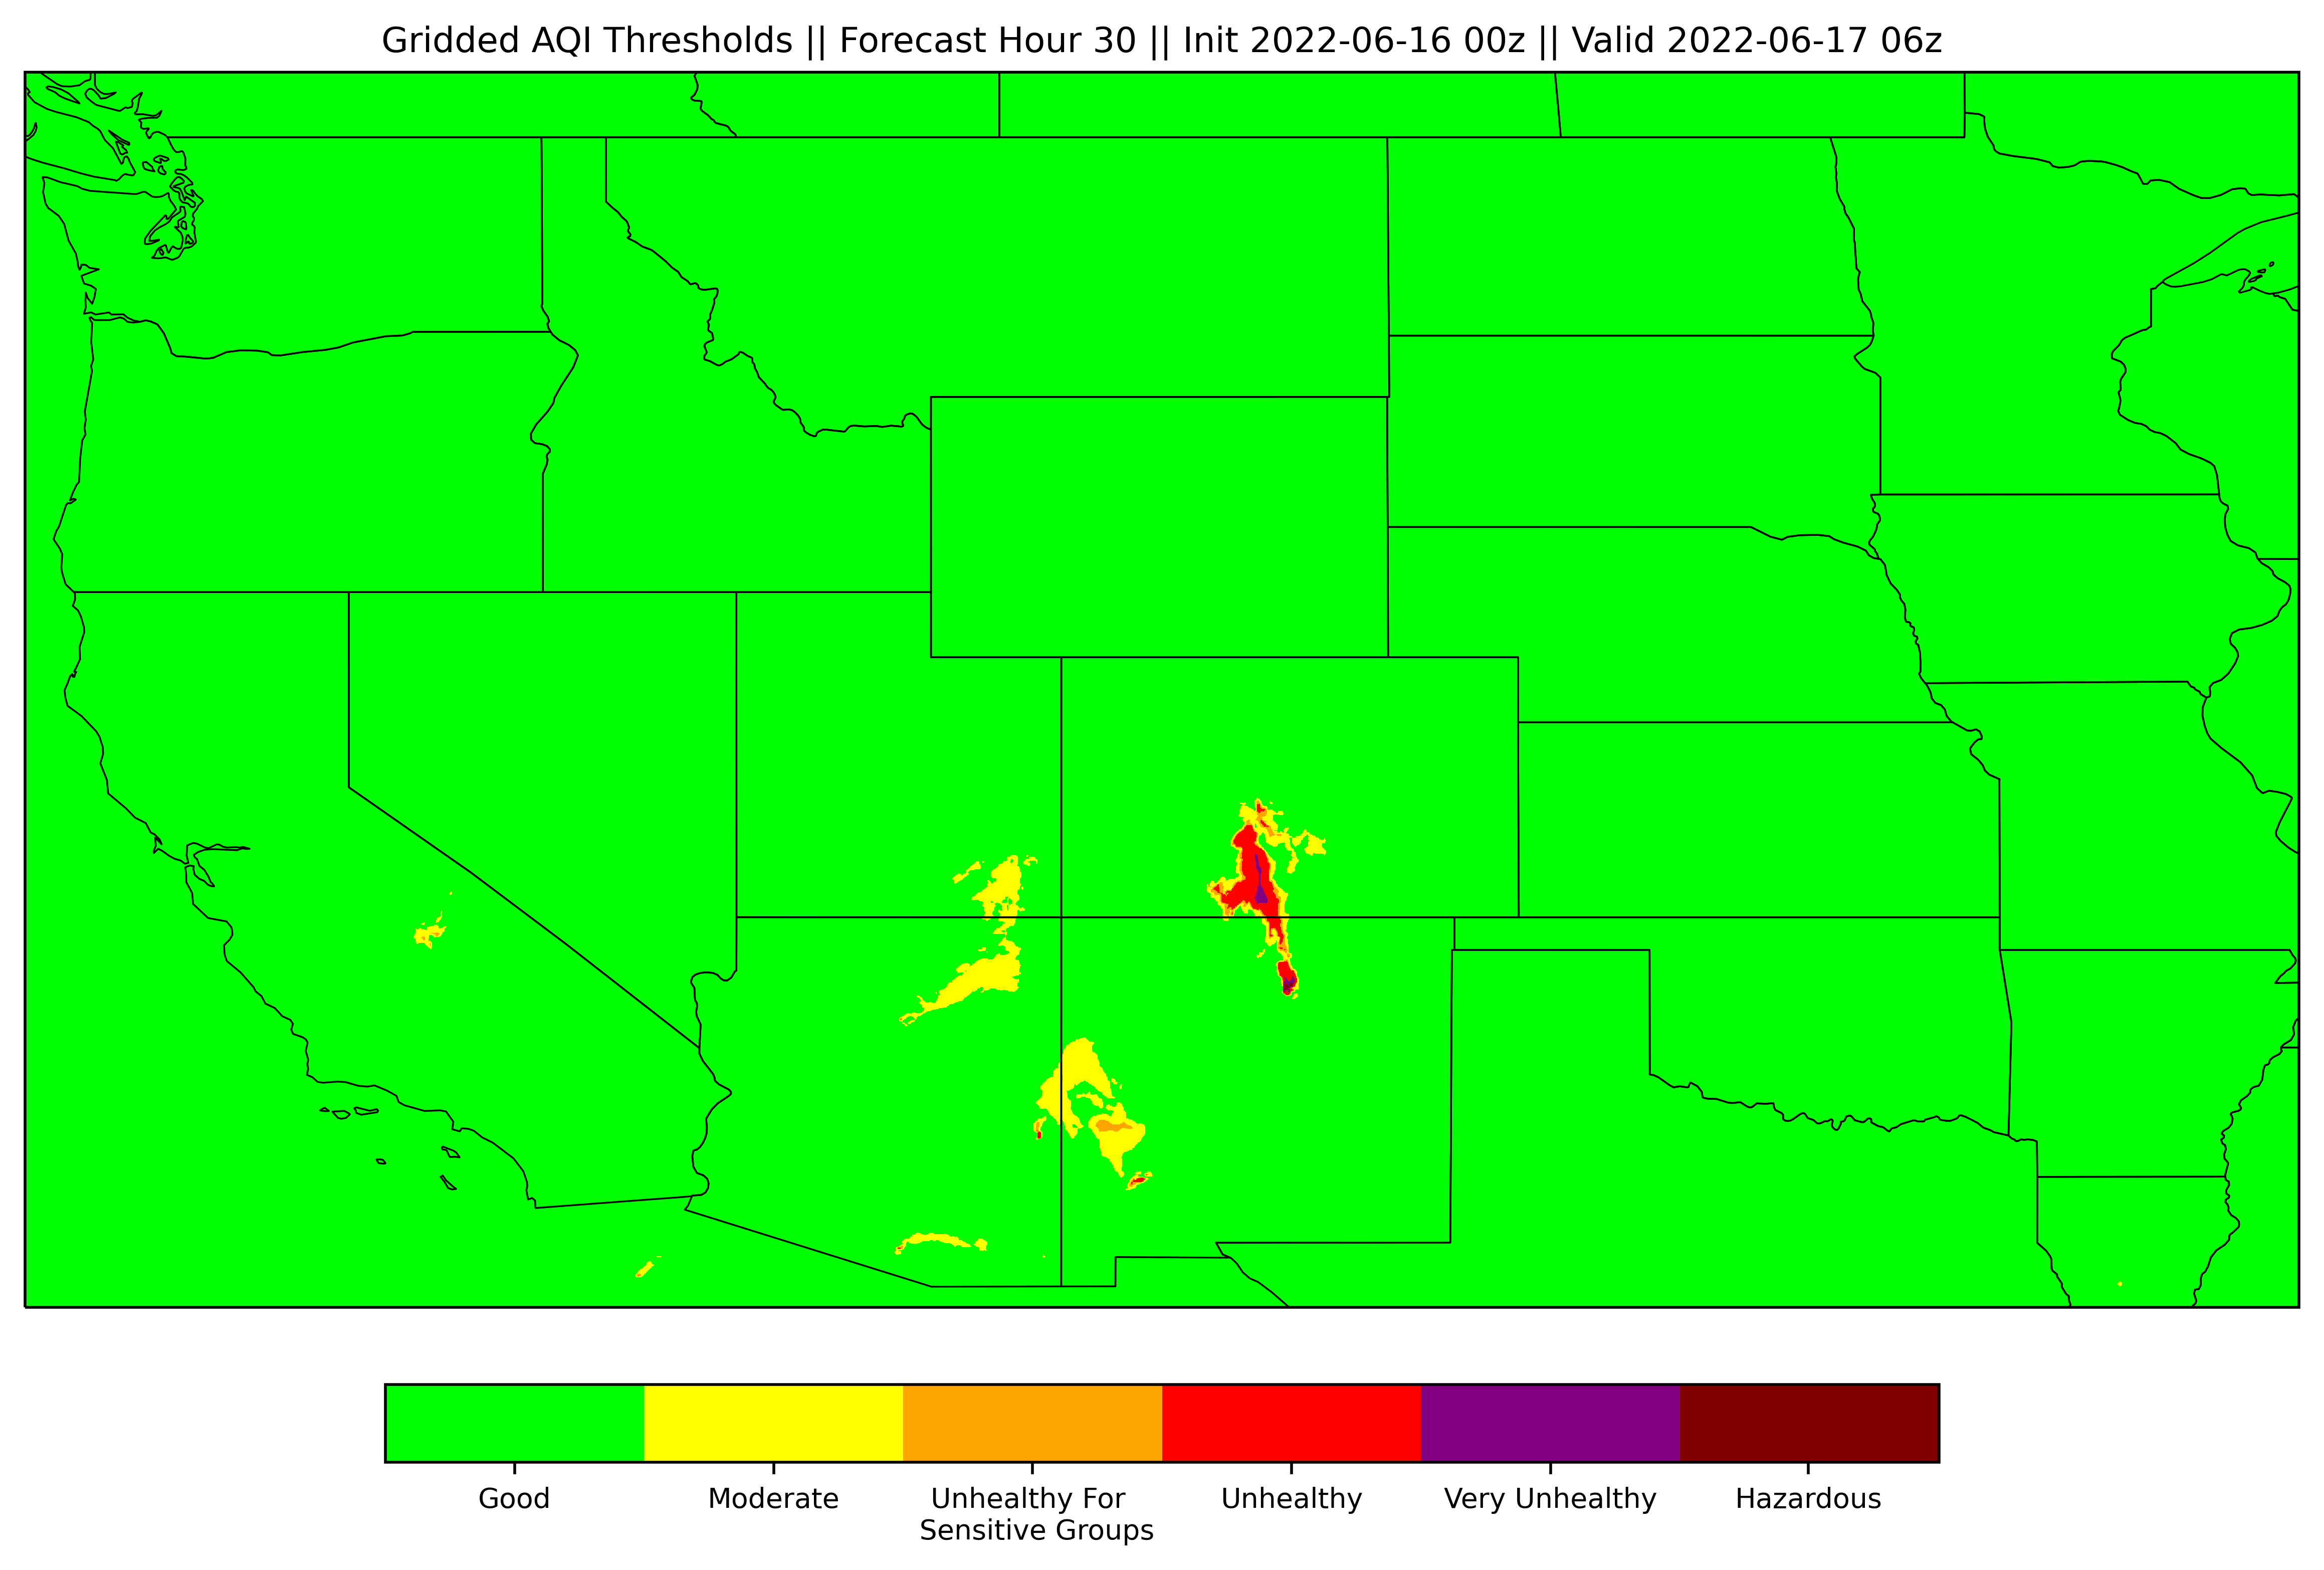 Gridded AQI Thresholds || Forecast Hour 30 || Init 2022-06-16 00z || Valid 2022-06-17 06z
Good
Moderate
Unhealthy For
Sensitive Groups
Unhealthy
Very Unhealthy
Hazardous